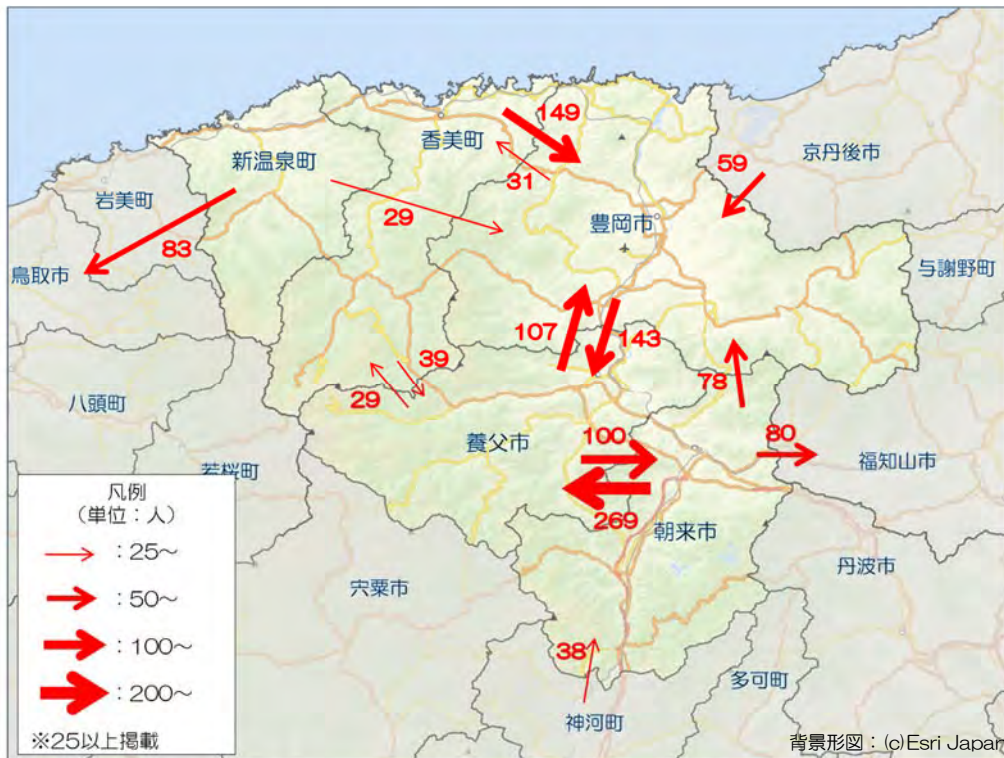 149
香美町
京丹後市
新温泉町
59
岩美町
31
29
豊岡市
83
鳥取市
与謝野町
107
143
39
78
29
八頭町
養父市
100
80
福知山市
若桜町
269
朝来市
丹波市
宍粟市
38
多可町
神河町
凡例
(単位:人)
:25~
:50~
:100~
:200~
※25以上掲載
背景形図:(c)Esri Japan